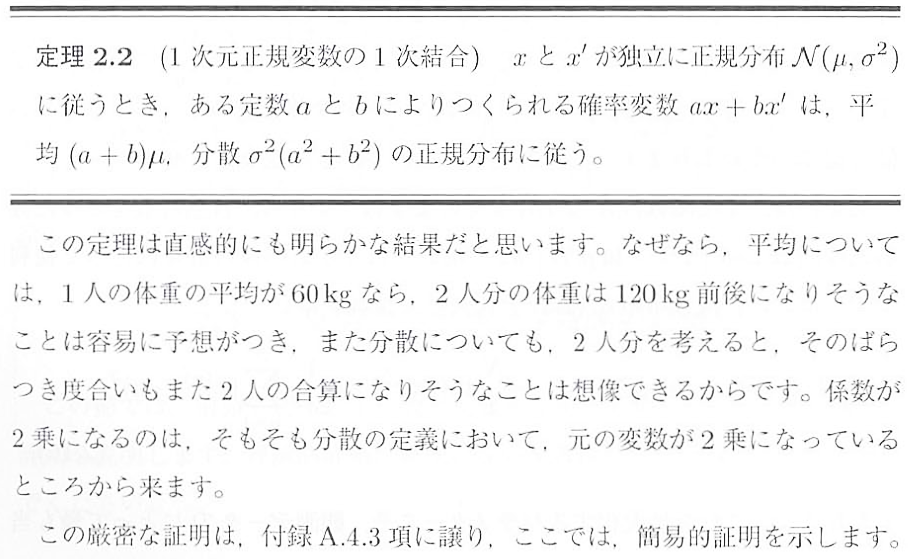 定理 2.2 (1 次元正規変数の 1 次結合) x と x′ が独立に正規分布 N(μ, σ²)
に従うとき，ある定数 a と b によりつくられる確率変数 ax + bx′ は，平
均 (a + b)μ，分散 σ²(a² + b²) の正規分布に従う。
この定理は直感的にも明らかな結果だと思います。なぜなら，平均について
は，1 人の体重の平均が 60 kg なら，2 人分の体重は 120 kg 前後になりそうな
ことは容易に予想がつき，また分散についても，2 人分を考えると，そのばら
つき度合いもまた 2 人の合算になりそうなことは想像できるからです。係数が
2 乗になるのは，そもそも分散の定義において，元の変数が 2 乗になっている
ところから来ます。
この厳密な証明は，付録 A.4.3 項に譲り，ここでは，簡易的証明を示します。